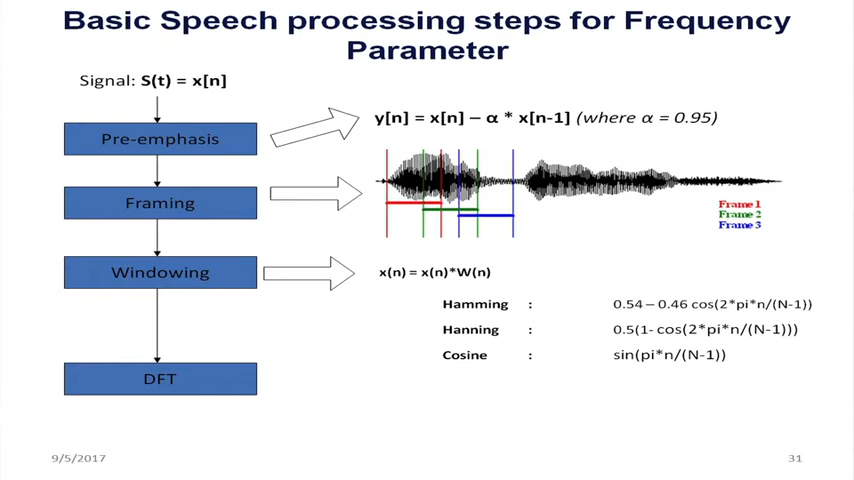 Basic Speech processing steps for Frequency
Parameter
Signal: S(t) = x[n]
Pre-emphasis
y[n] = x[n] – α * x[n-1] (where α = 0.95)
Framing
Frame 1
Frame 2
Frame 3
Windowing
x(n) = x(n)*W(n)
Hamming : 0.54 – 0.46 cos(2*pi*n/(N-1))
Hanning : 0.5(1- cos(2*pi*n/(N-1)))
Cosine : sin(pi*n/(N-1))
DFT
9/5/2017
31